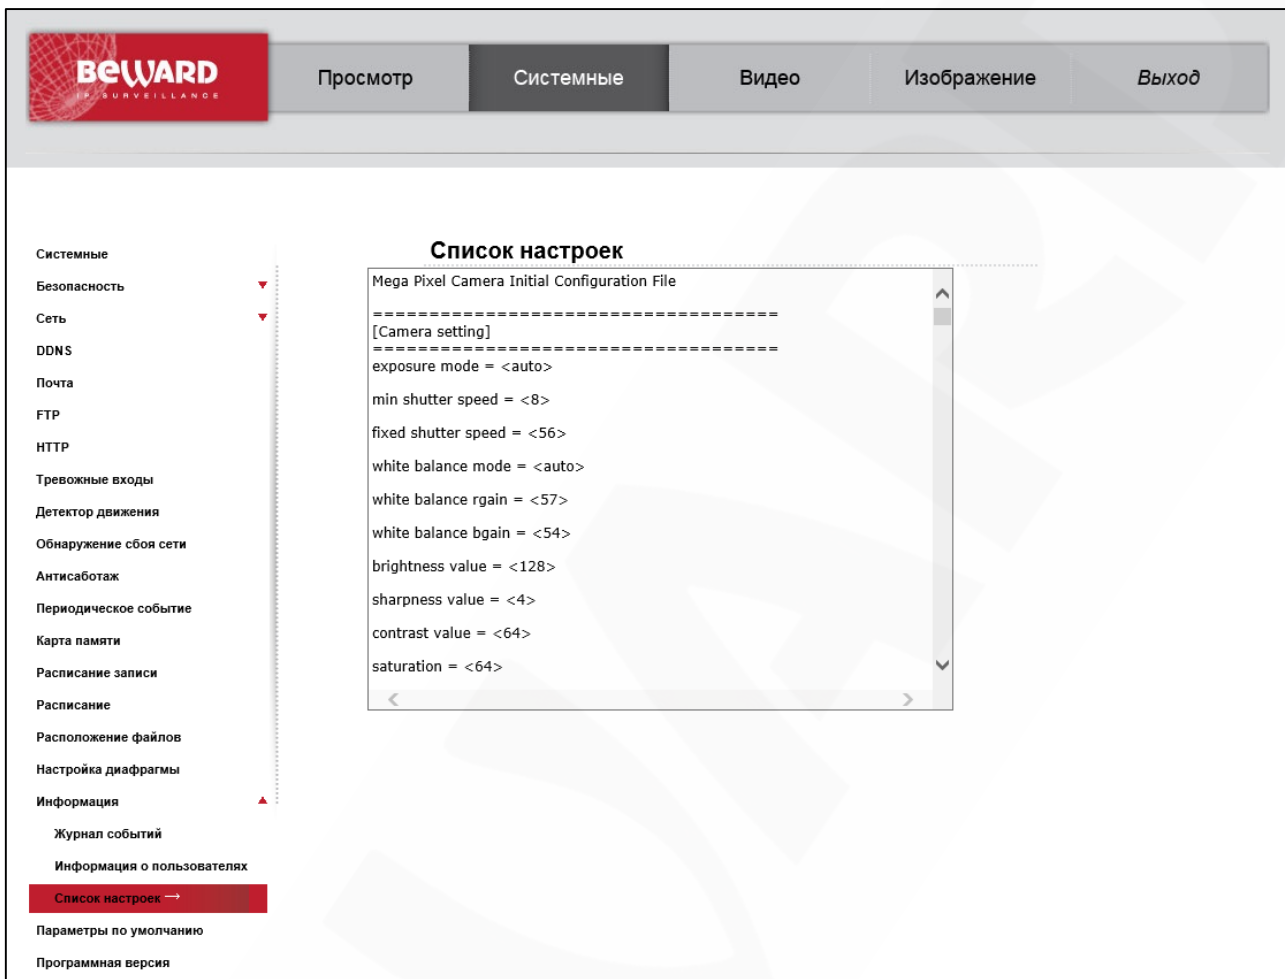 BEWARD
IP SURVEILLANCE
Просмотр
Системные
Видео
Изображение
Выход
Системные
Безопасность
Сеть
DDNS
Почта
FTP
HTTP
Тревожные входы
Детектор движения
Обнаружение сбоя сети
Антисаботаж
Периодическое событие
Карта памяти
Расписание записи
Расписание
Расположение файлов
Настройка диафрагмы
Информация
Журнал событий
Информация о пользователях
Список настроек →
Параметры по умолчанию
Программная версия
Список настроек
Mega Pixel Camera Initial Configuration File
====================================
[Camera setting]
====================================
exposure mode = <auto>
min shutter speed = <8>
fixed shutter speed = <56>
white balance mode = <auto>
white balance rgain = <57>
white balance bgain = <54>
brightness value = <128>
sharpness value = <4>
contrast value = <64>
saturation = <64>